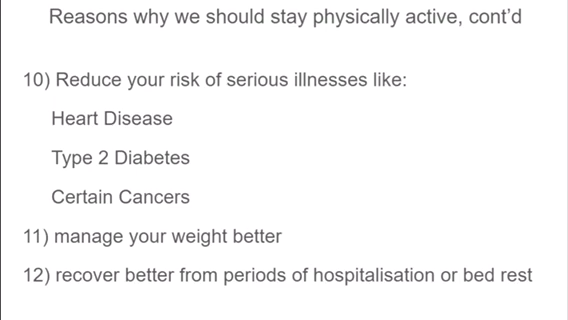 Reasons why we should stay physically active, cont'd
10) Reduce your risk of serious illnesses like:
Heart Disease
Type 2 Diabetes
Certain Cancers
11) manage your weight better
12) recover better from periods of hospitalisation or bed rest